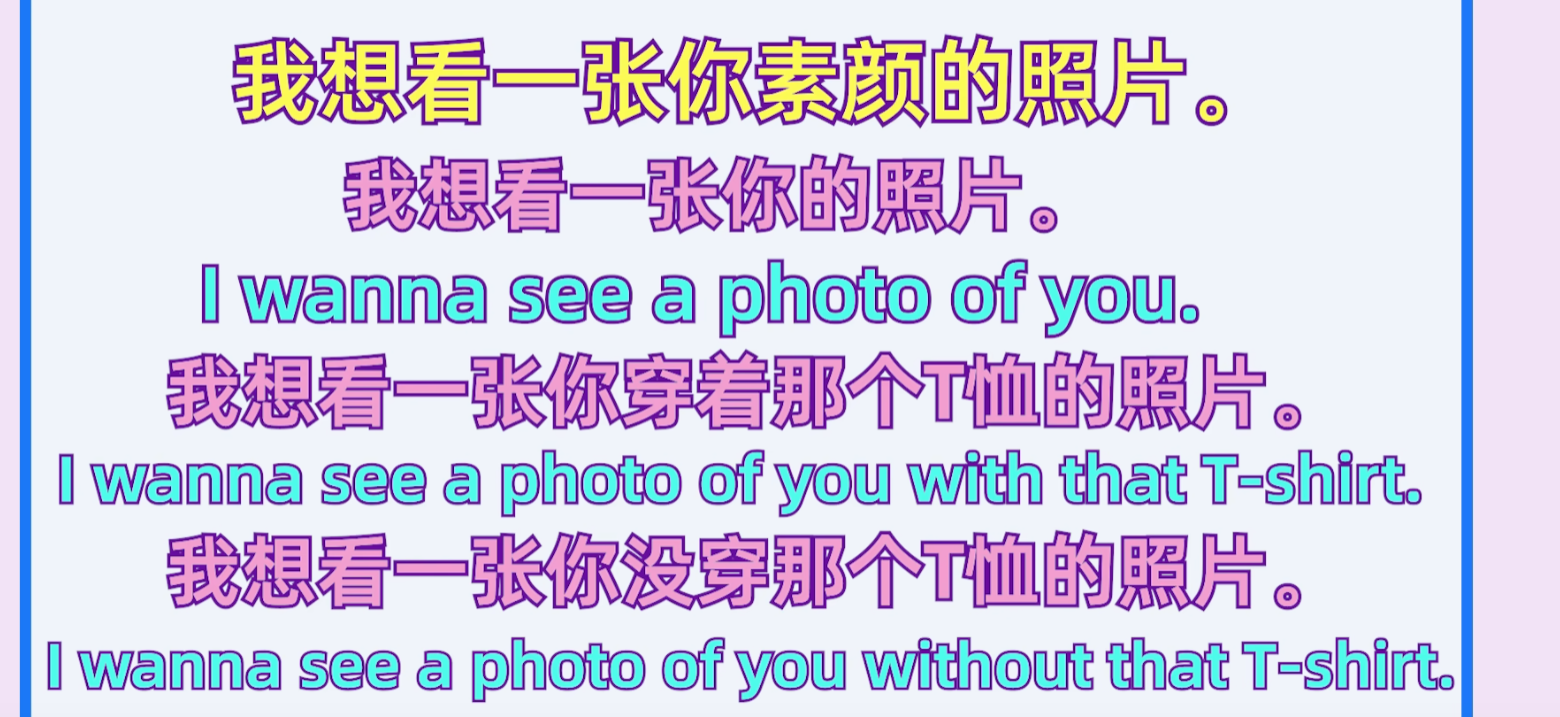 我想看一张你素颜的照片。
我想看一张你的照片。
I wanna see a photo of you.
我想看一张你穿着那个T恤的照片。
I wanna see a photo of you with that T-shirt.
我想看一张你没穿那个T恤的照片。
I wanna see a photo of you without that T-shirt.